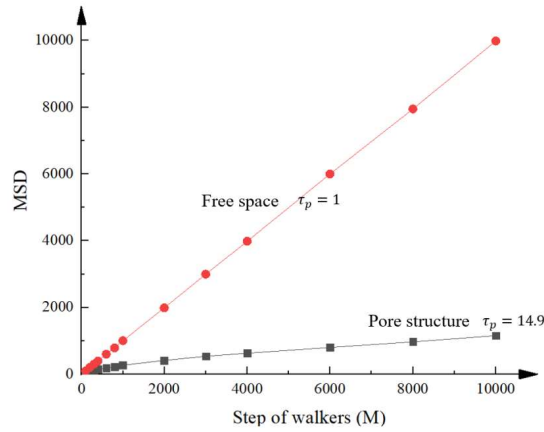 10000
8000
6000
4000
2000
0
MSD
Free space τₚ = 1
Pore structure τₚ = 14.9
0 2000 4000 6000 8000 10000
Step of walkers (M)